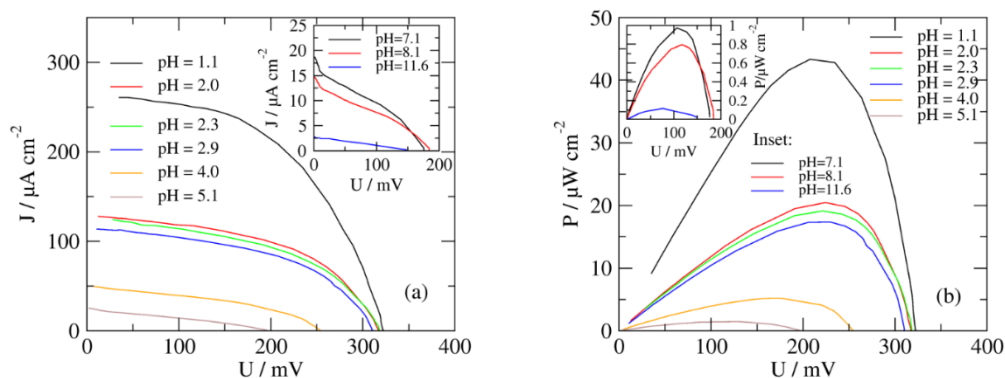 J / μA cm⁻²
300
200
100
0
0 100 200 300 400
U / mV
pH = 1.1
pH = 2.0
pH = 2.3
pH = 2.9
pH = 4.0
pH = 5.1
(a)
J / μA cm⁻²
25
20
15
10
5
0
0 100 200
U / mV
pH=7.1
pH=8.1
pH=11.6
P / μW cm⁻²
50
40
30
20
10
0
0 100 200 300 400
U / mV
P/μW cm⁻²
1
0.8
0.6
0.4
0.2
0
0 100 200
U / mV
Inset:
pH=7.1
pH=8.1
pH=11.6
pH = 1.1
pH = 2.0
pH = 2.3
pH = 2.9
pH = 4.0
pH = 5.1
(b)